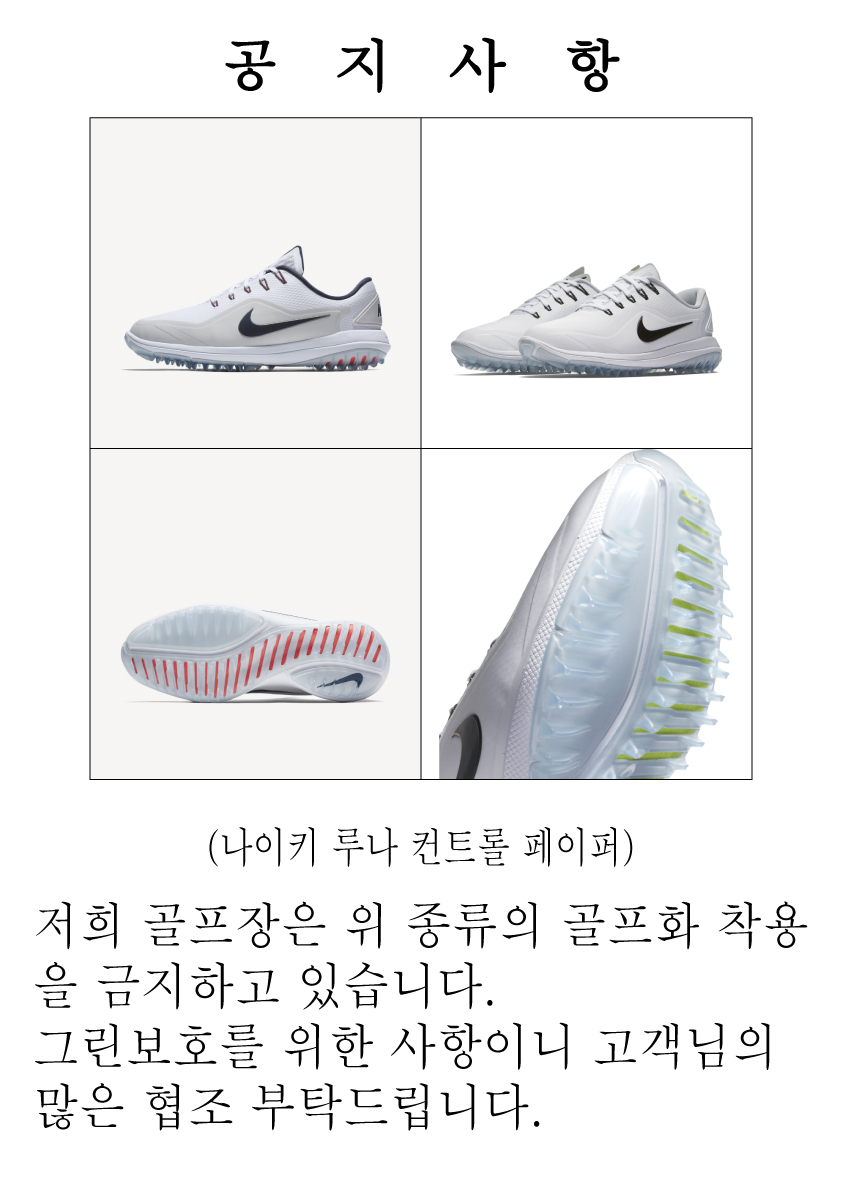 공 지 사 항
(나이키 루나 컨트롤 페이퍼)
저희 골프장은 위 종류의 골프화 착용
을 금지하고 있습니다.
그린보호를 위한 사항이니 고객님의
많은 협조 부탁드립니다.